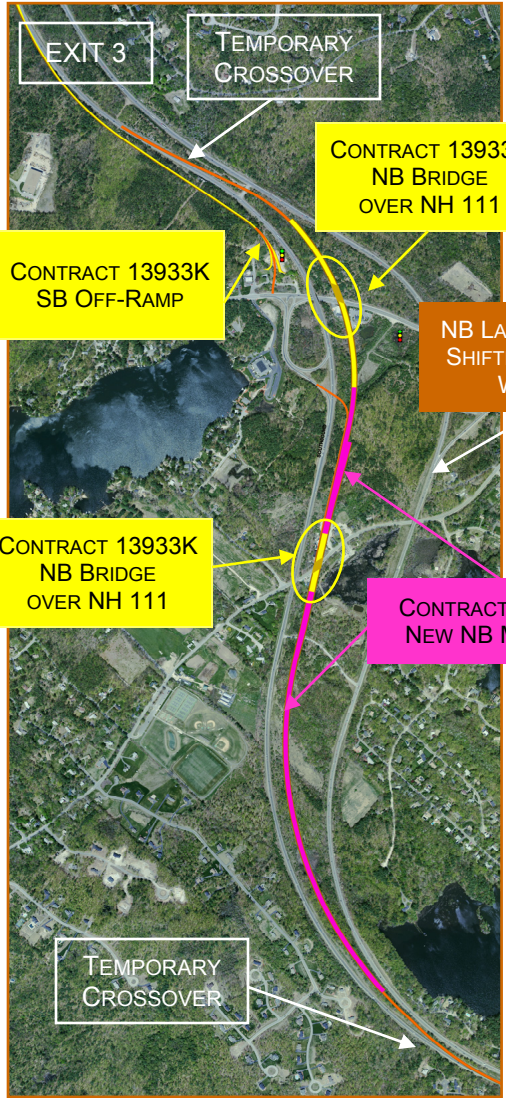 EXIT 3
TEMPORARY
CROSSOVER
CONTRACT 13933
NB BRIDGE
OVER NH 111
CONTRACT 13933K
SB OFF-RAMP
NB LA
SHIFT
W
CONTRACT 13933K
NB BRIDGE
OVER NH 111
CONTRACT
NEW NB M
TEMPORARY
CROSSOVER